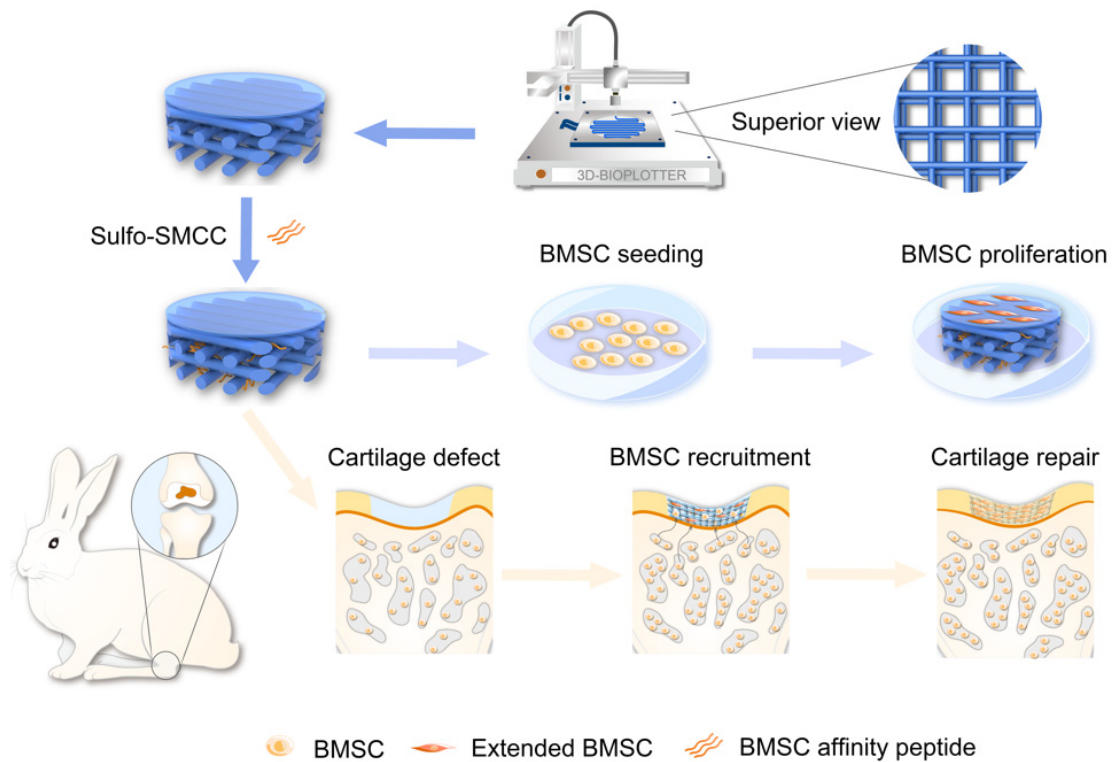 Superior view
3D-BIOPLOTTER
Sulfo-SMCC
BMSC seeding
BMSC proliferation
Cartilage defect
BMSC recruitment
Cartilage repair
BMSC
Extended BMSC
BMSC affinity peptide